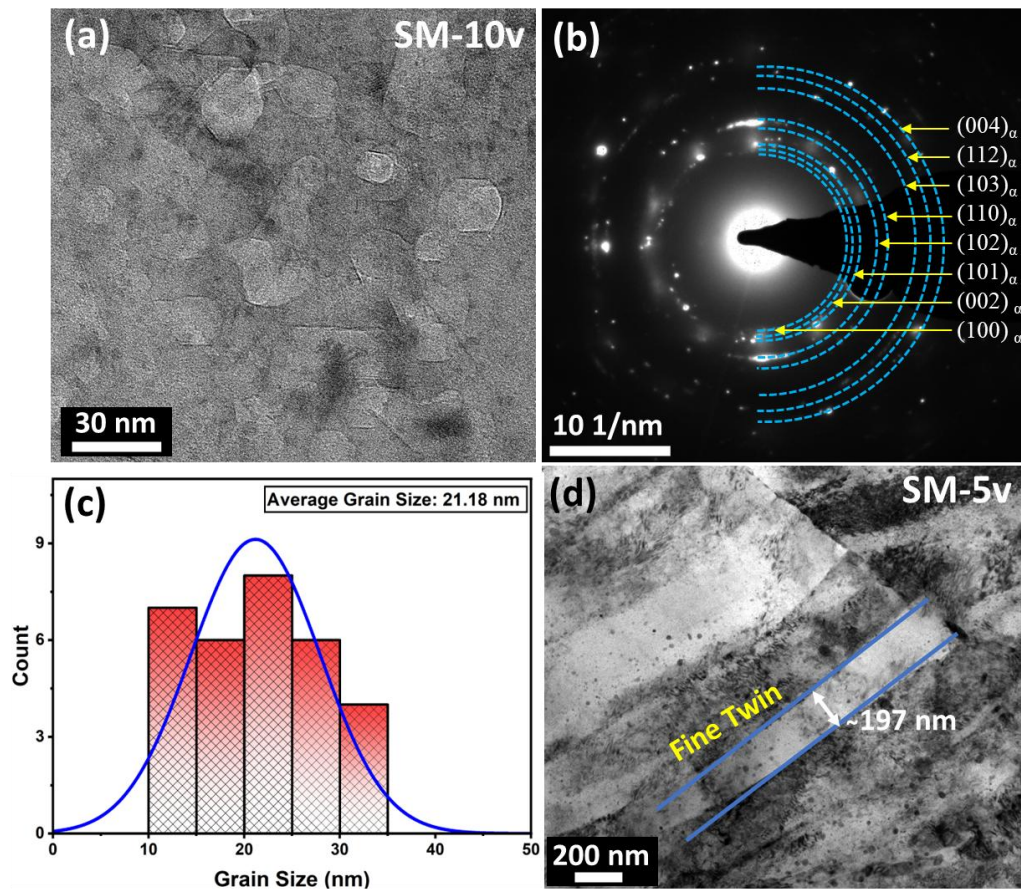 (a)
SM-10v
30 nm
(b)
(004)α
(112)α
(103)α
(110)α
(102)α
(101)α
(002) α
(100) α
10 1/nm
(c)
Average Grain Size: 21.18 nm
9
6
3
0
Count
0 10 20 30 40 50
Grain Size (nm)
(d)
SM-5v
Fine Twin
~197 nm
200 nm